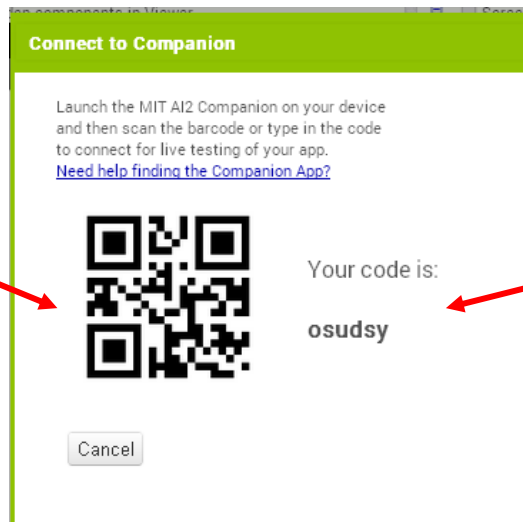 Connect to Companion
Launch the MIT AI2 Companion on your device
and then scan the barcode or type in the code
to connect for live testing of your app.
Need help finding the Companion App?
Your code is:
osudsy
Cancel